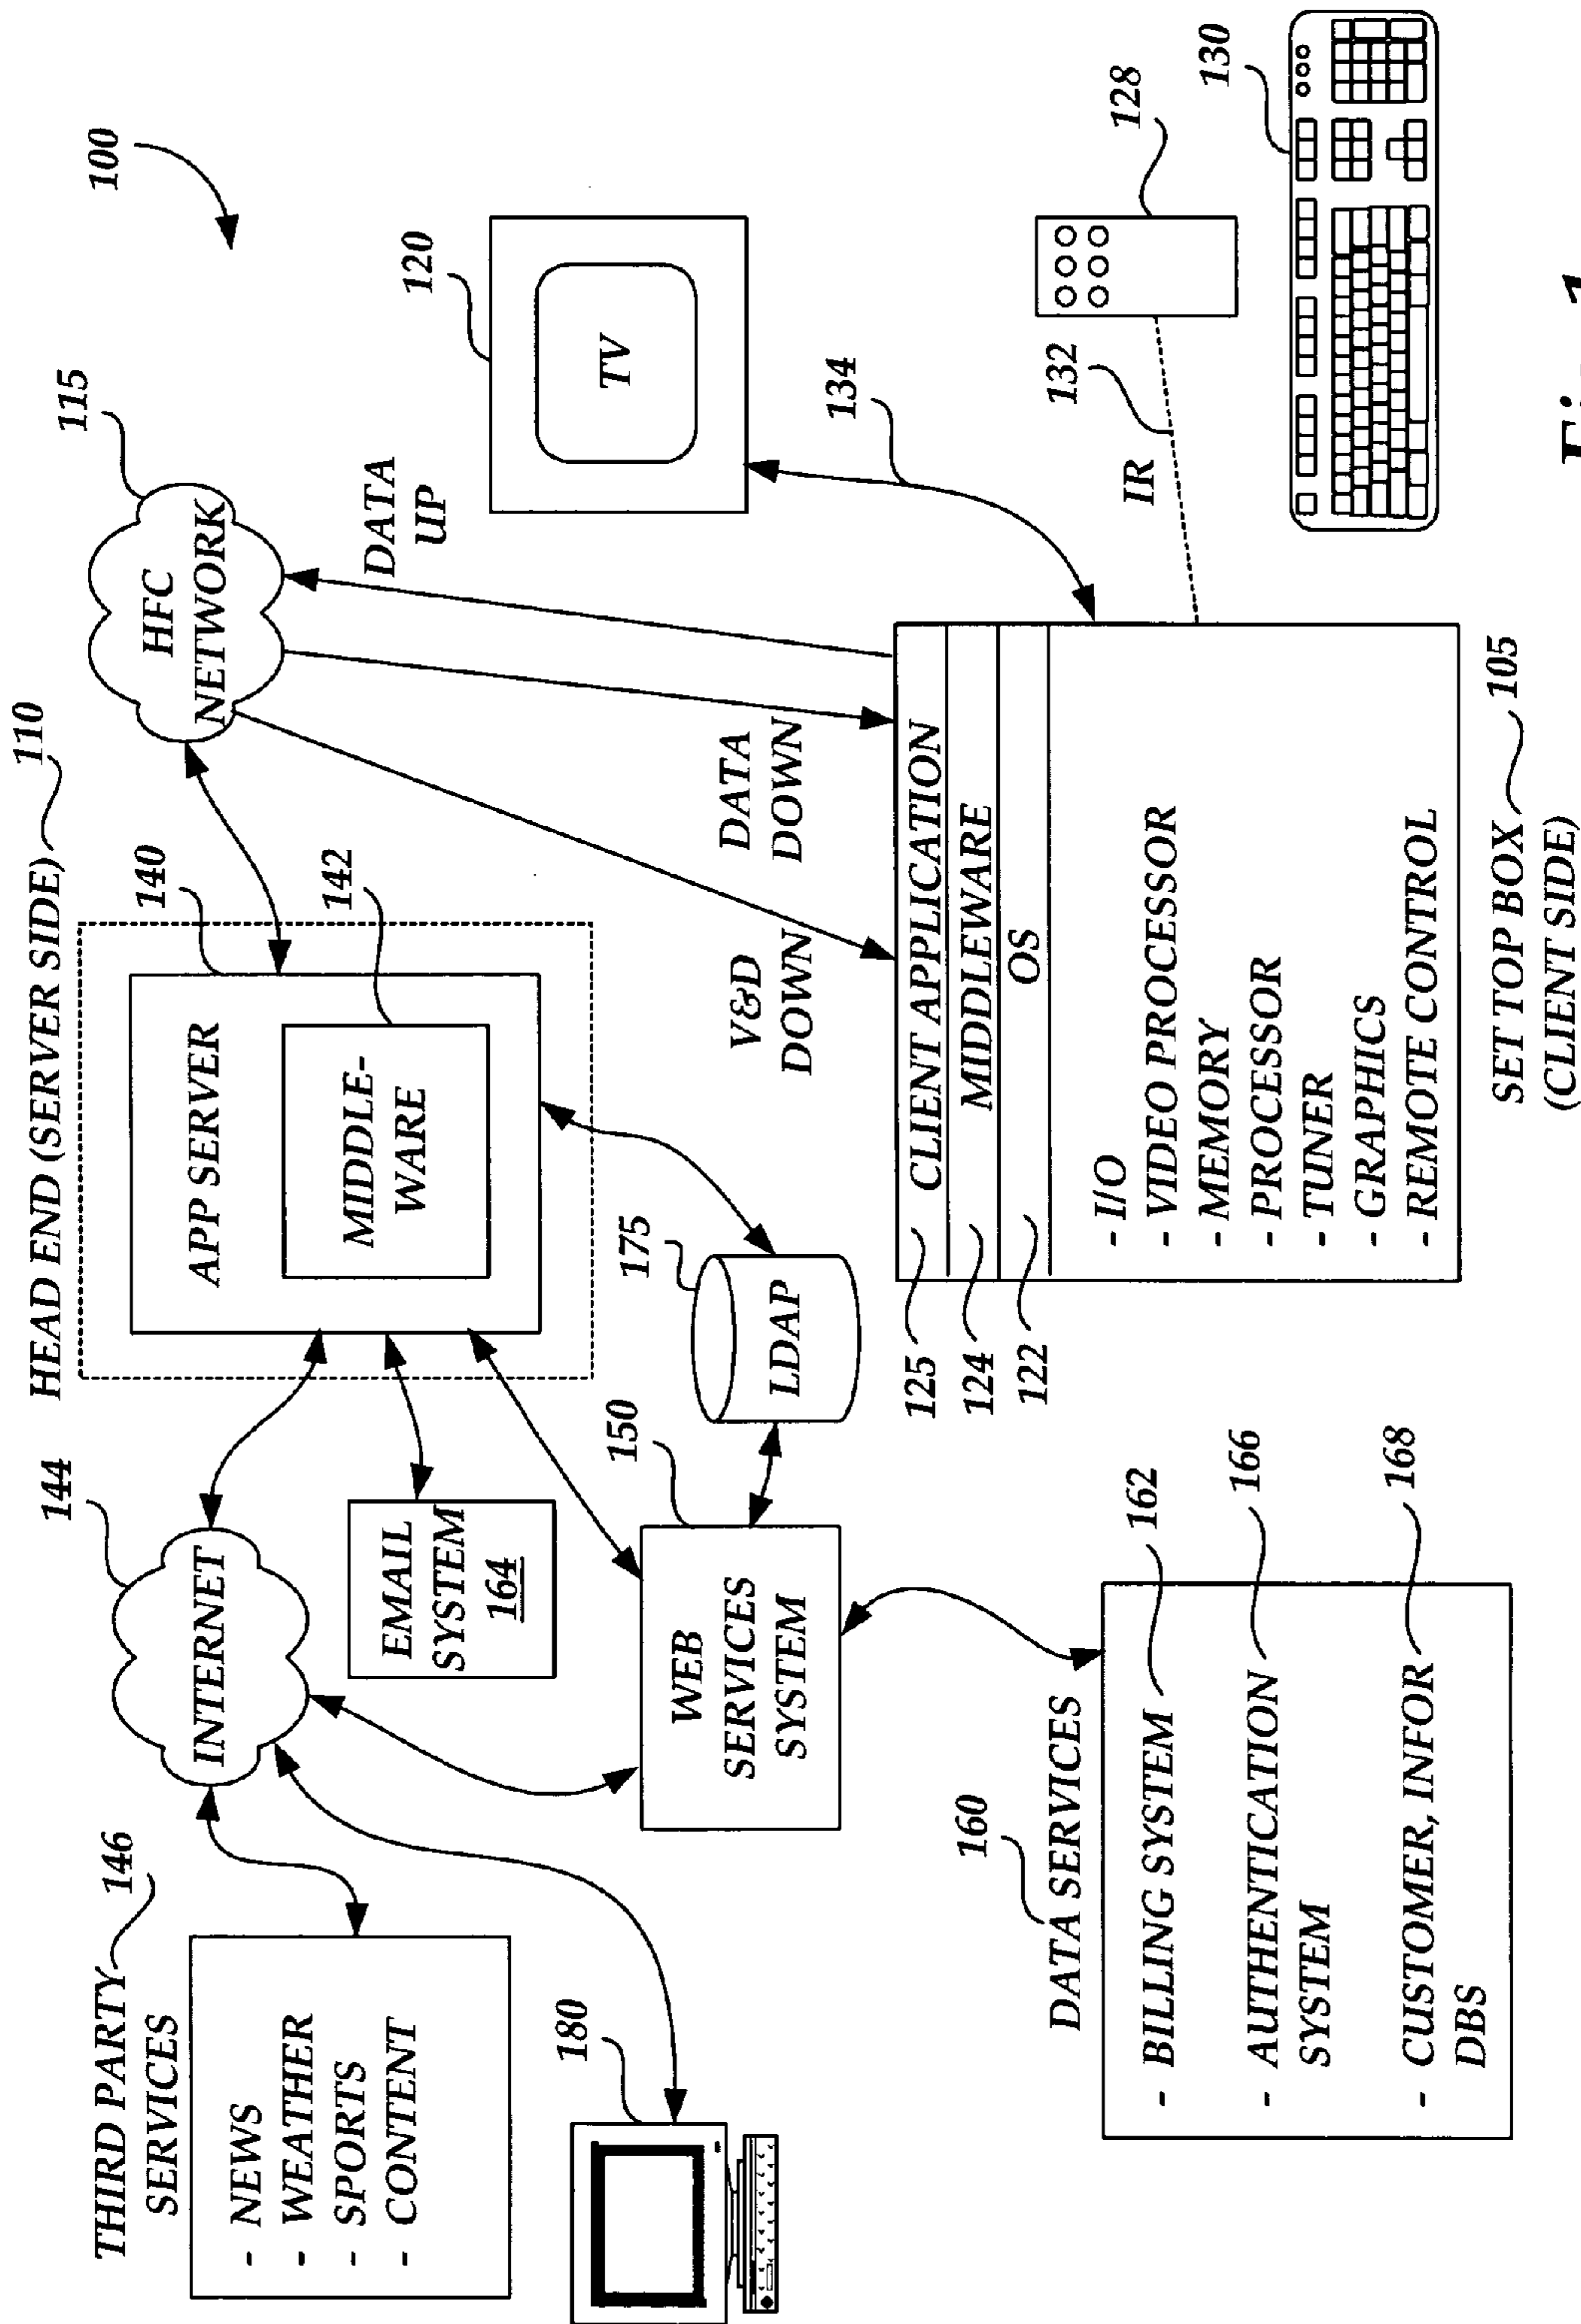 HEAD END (SERVER SIDE)
110
THIRD PARTY
SERVICES
146
- NEWS
- WEATHER
- SPORTS
- CONTENT
144
INTERNET
140
APP SERVER
142
MIDDLE-
WARE
115
HFC
NETWORK
100
EMAIL
SYSTEM
164
180
150
WEB
SERVICES
SYSTEM
175
LDAP
V&D
DOWN
DATA
DOWN
DATA
UP
120
TV
134
160
DATA SERVICES
- BILLING SYSTEM
162
- AUTHENTICATION
SYSTEM
166
- CUSTOMER, INFOR
DBS
168
125
CLIENT APPLICATION
124
MIDDLEWARE
122
OS
- I/O
- VIDEO PROCESSOR
- MEMORY
- PROCESSOR
- TUNER
- GRAPHICS
- REMOTE CONTROL
SET TOP BOX
105
(CLIENT SIDE)
IR
132
128
130